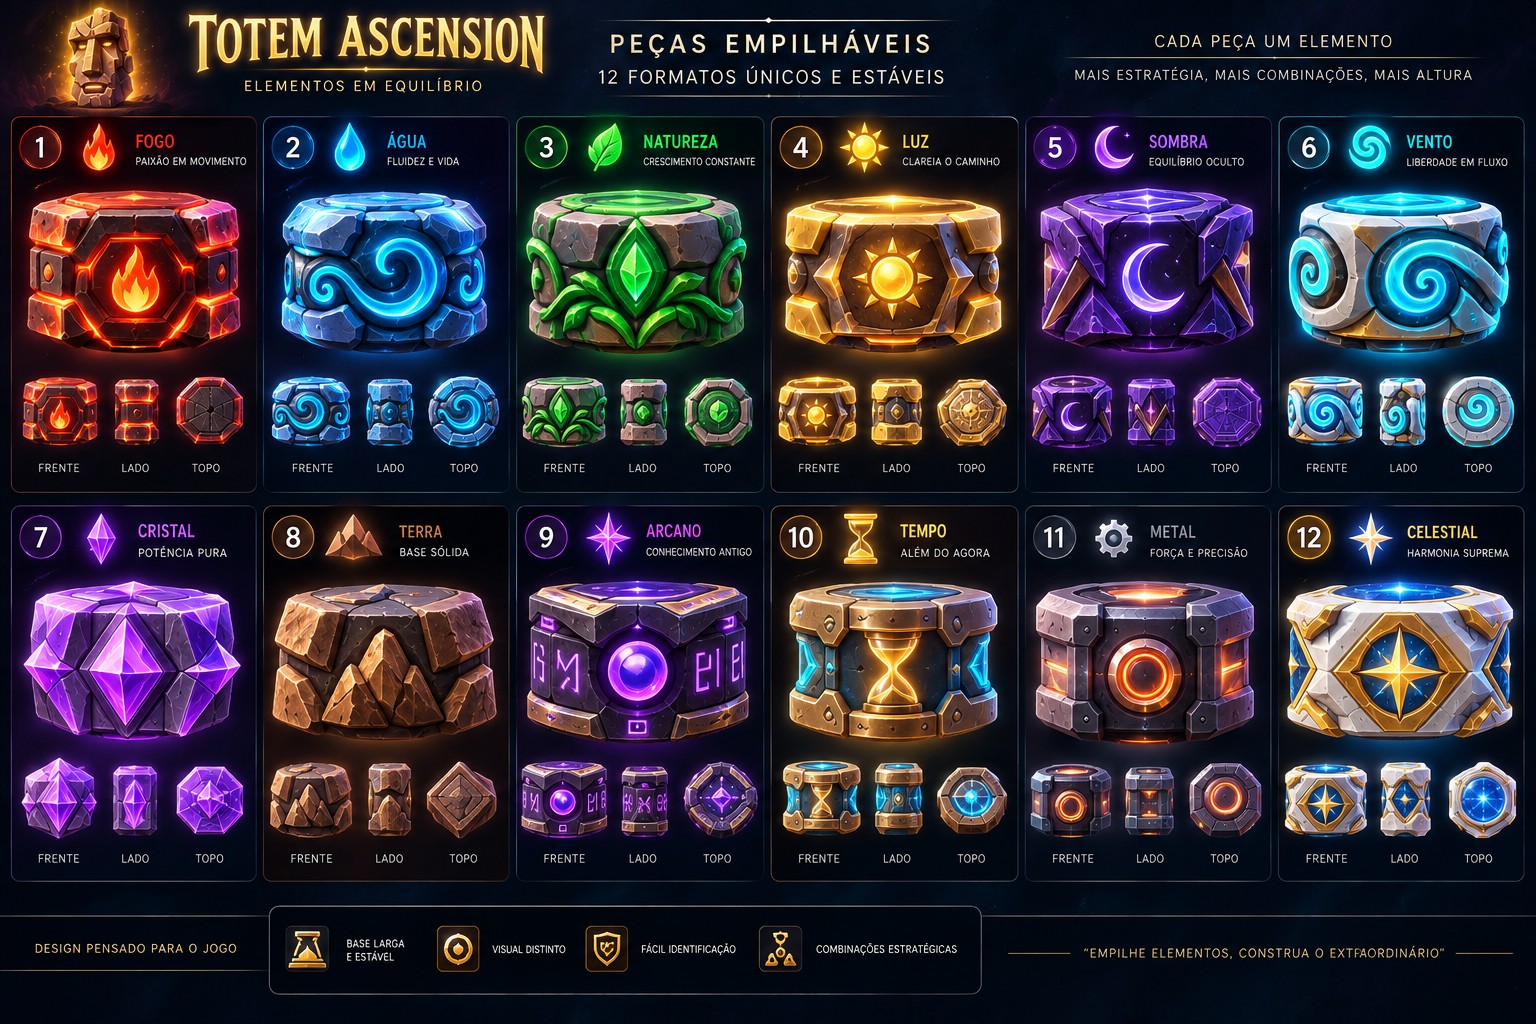 TOTEM ASCENSION
ELEMENTOS EM EQUILÍBRIO
PEÇAS EMPILHÁVEIS
12 FORMATOS ÚNICOS E ESTÁVEIS
CADA PEÇA UM ELEMENTO
MAIS ESTRATÉGIA, MAIS COMBINAÇÕES, MAIS ALTURA
1
FOGO
PAIXÃO EM MOVIMENTO
FRENTE LADO TOPO
2
ÁGUA
FLUIDEZ E VIDA
FRENTE LADO TOPO
3
NATUREZA
CRESCIMENTO CONSTANTE
FRENTE LADO TOPO
4
LUZ
CLAREIA O CAMINHO
FRENTE LADO TOPO
5
SOMBRA
EQUILÍBRIO OCULTO
FRENTE LADO TOPO
6
VENTO
LIBERDADE EM FLUXO
FRENTE LADO TOPO
7
CRISTAL
POTÊNCIA PURA
FRENTE LADO TOPO
8
TERRA
BASE SÓLIDA
FRENTE LADO TOPO
9
ARCANO
CONHECIMENTO ANTIGO
FRENTE LADO TOPO
10
TEMPO
ALÉM DO AGORA
FRENTE LADO TOPO
11
METAL
FORÇA E PRECISÃO
FRENTE LADO TOPO
12
CELESTIAL
HARMONIA SUPREMA
FRENTE LADO TOPO
DESIGN PENSADO PARA O JOGO
BASE LARGA
E ESTÁVEL
VISUAL DISTINTO
FÁCIL IDENTIFICAÇÃO
COMBINAÇÕES ESTRATÉGICAS
"EMPILHE ELEMENTOS, CONSTRUA O EXTRAORDINÁRIO"